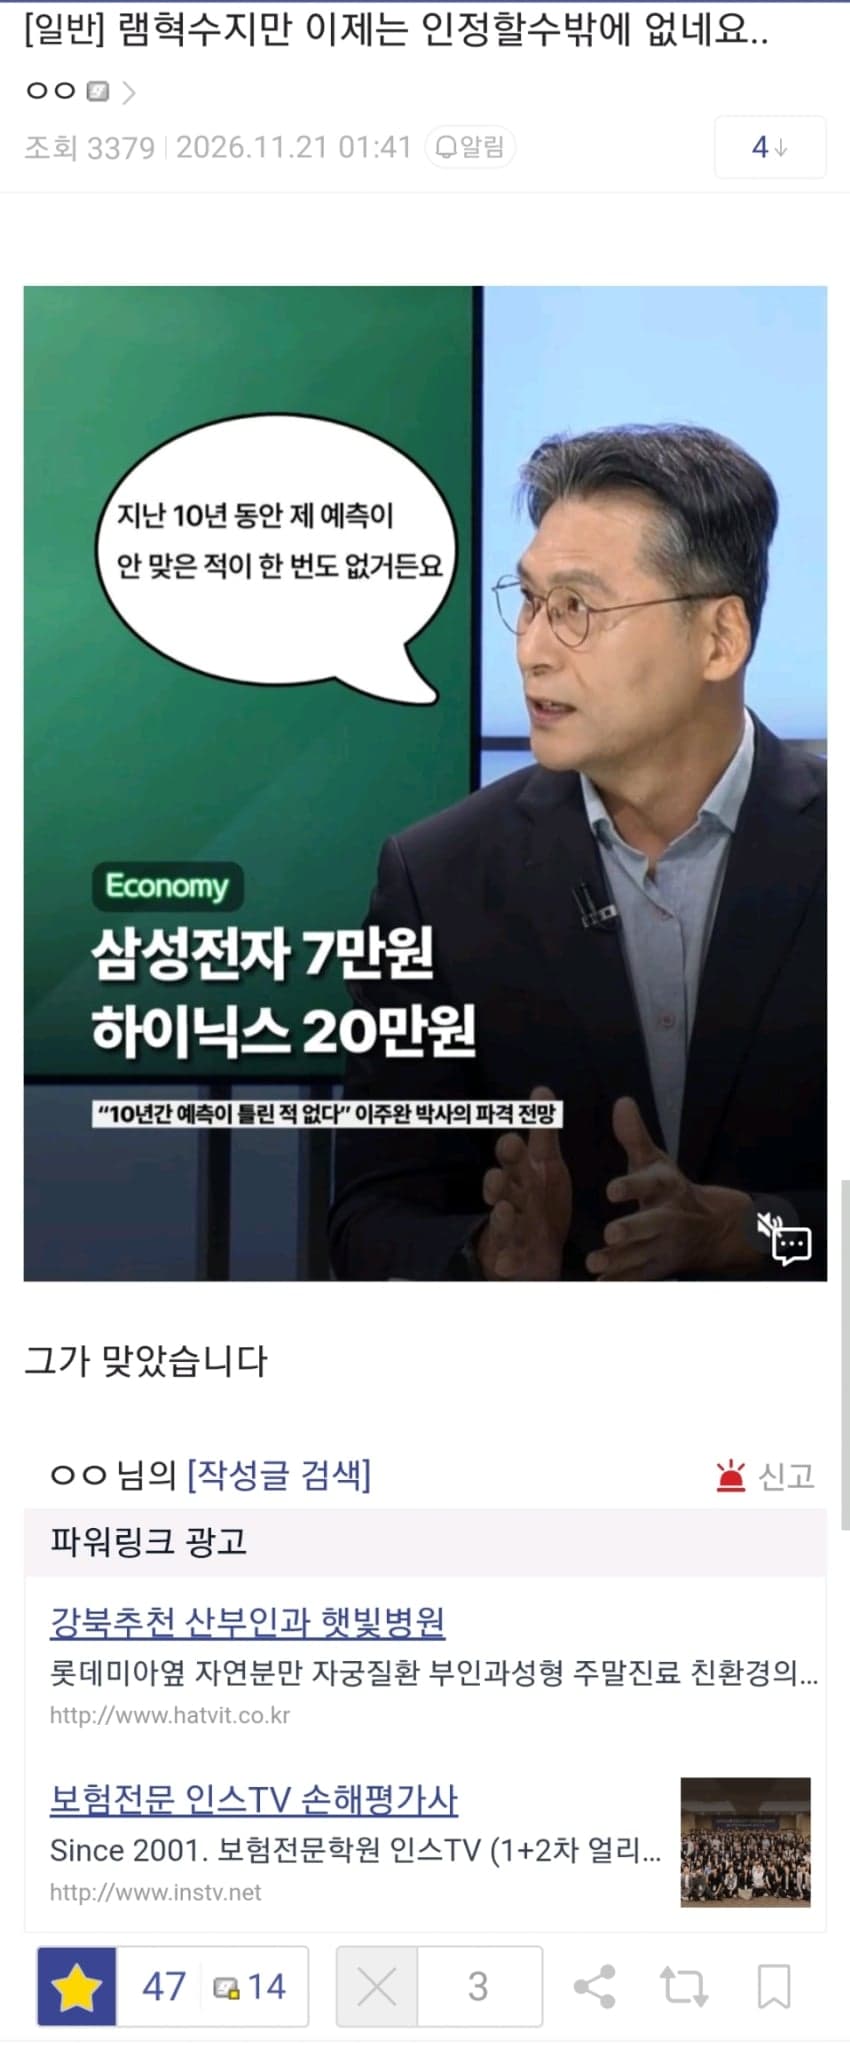 [일반] 램혁수지만 이제는 인정할수밖에 없네요..
ㅇㅇ
조회 3379 2026.11.21 01:41 알림
4↓
지난 10년 동안 제 예측이
안 맞은 적이 한 번도 없거든요
Economy
삼성전자 7만원
하이닉스 20만원
“10년간 예측이 틀린 적 없다” 이주완 박사의 파격 전망
그가 맞았습니다
ㅇㅇ 님의 [작성글 검색]
신고
파워링크 광고
강북추천 산부인과 햇빛병원
롯데미아옆 자연분만 자궁질환 부인과성형 주말진료 친환경의...
http://www.hatvit.co.kr
보험전문 인스TV 손해평가사
Since 2001. 보험전문학원 인스TV (1+2차 얼리...
http://www.instv.net
47 14
3